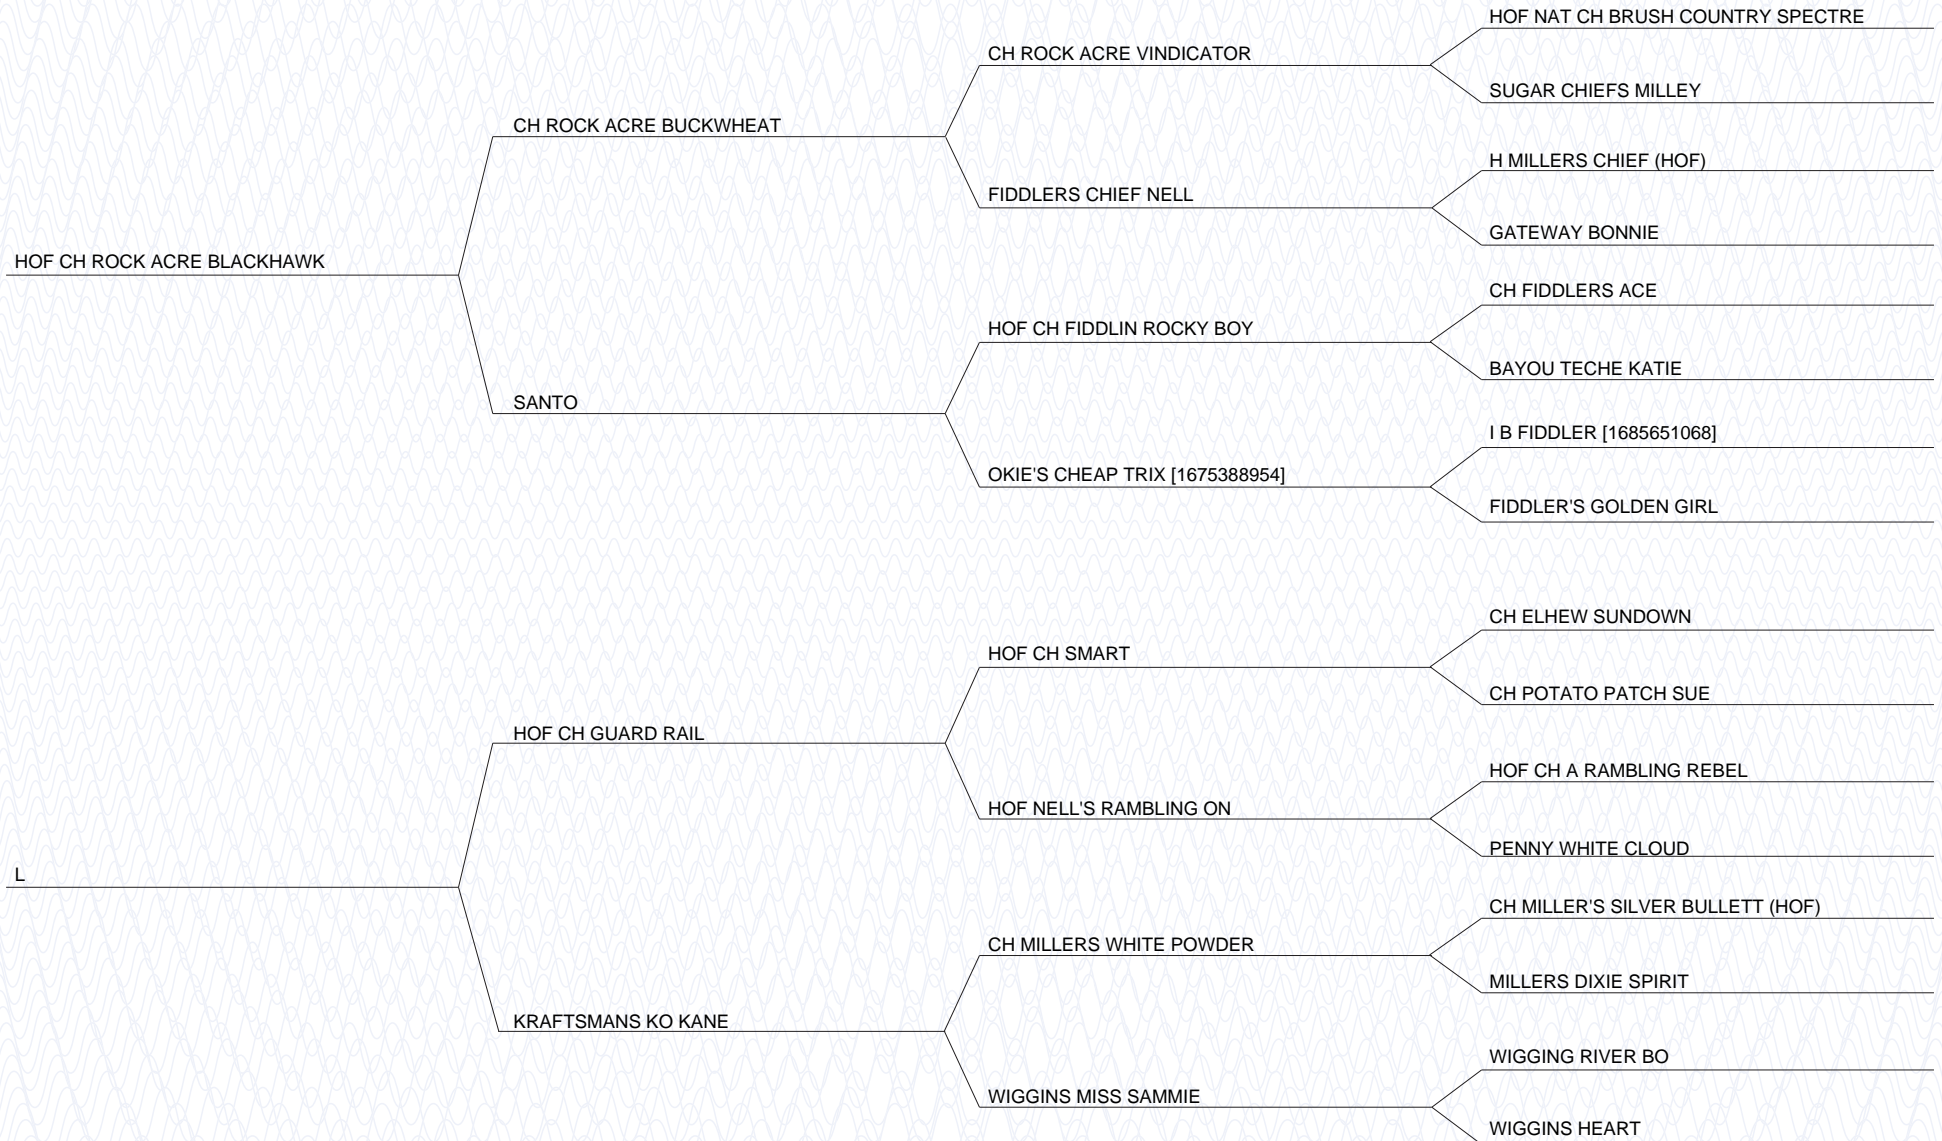 HOF NAT CH BRUSH COUNTRY SPECTRE
CH ROCK ACRE VINDICATOR
SUGAR CHIEFS MILLEY
CH ROCK ACRE BUCKWHEAT
H MILLERS CHIEF (HOF)
FIDDLERS CHIEF NELL
GATEWAY BONNIE
HOF CH ROCK ACRE BLACKHAWK
CH FIDDLERS ACE
HOF CH FIDDLIN ROCKY BOY
BAYOU TECHE KATIE
SANTO
I B FIDDLER [1685651068]
OKIE'S CHEAP TRIX [1675388954]
FIDDLER'S GOLDEN GIRL
CH ELHEW SUNDOWN
HOF CH SMART
CH POTATO PATCH SUE
HOF CH GUARD RAIL
HOF CH A RAMBLING REBEL
HOF NELL'S RAMBLING ON
PENNY WHITE CLOUD
L
CH MILLER'S SILVER BULLETT (HOF)
CH MILLERS WHITE POWDER
MILLERS DIXIE SPIRIT
KRAFTSMANS KO KANE
WIGGING RIVER BO
WIGGINS MISS SAMMIE
WIGGINS HEART